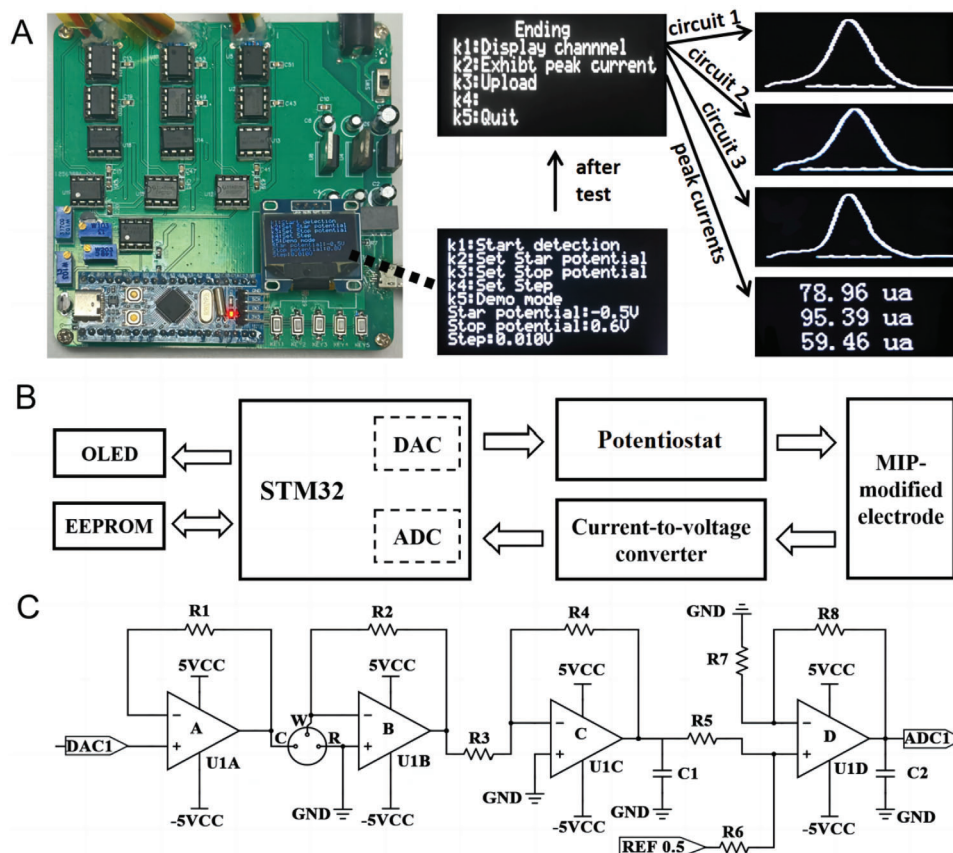 A
Ending
k1:Display channnel
k2:Exhibt peak current
k3:Upload
k4:
k5:Quit
after
test
k1:Start detection
k2:Set Star potential
k3:Set Stop potential
k4:Set Step
k5:Demo mode
Star potential:-0.5V
Stop potential:0.6V
Step:0.010V
circuit 1
circuit 2
circuit 3
peak currents
78.96 ua
95.39 ua
59.46 ua
KEY1 KEY2 KEY3 KEY4 KEY5
B
OLED
EEPROM
STM32
DAC
ADC
Potentiostat
Current-to-voltage
converter
MIP-
modified
electrode
C
R1
5VCC
A
U1A
-5VCC
DAC1
C
W
R
GND
R2
5VCC
B
U1B
-5VCC
R3
R4
5VCC
C
U1C
-5VCC
GND
C1
GND
R5
R6
REF 0.5
GND
R7
R8
5VCC
D
U1D
-5VCC
ADC1
C2
GND